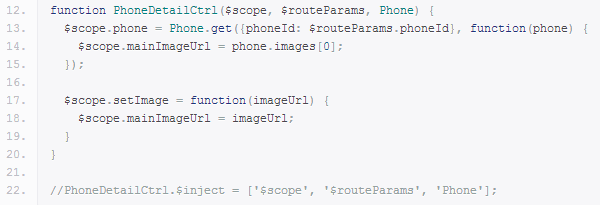 12. function PhoneDetailCtrl($scope, $routeParams, Phone) {
13.   $scope.phone = Phone.get({phoneId: $routeParams.phoneId}, function(phone) {
14.     $scope.mainImageUrl = phone.images[0];
15.   });
16.
17.   $scope.setImage = function(imageUrl) {
18.     $scope.mainImageUrl = imageUrl;
19.   }
20. }
21.
22. //PhoneDetailCtrl.$inject = ['$scope', '$routeParams', 'Phone'];